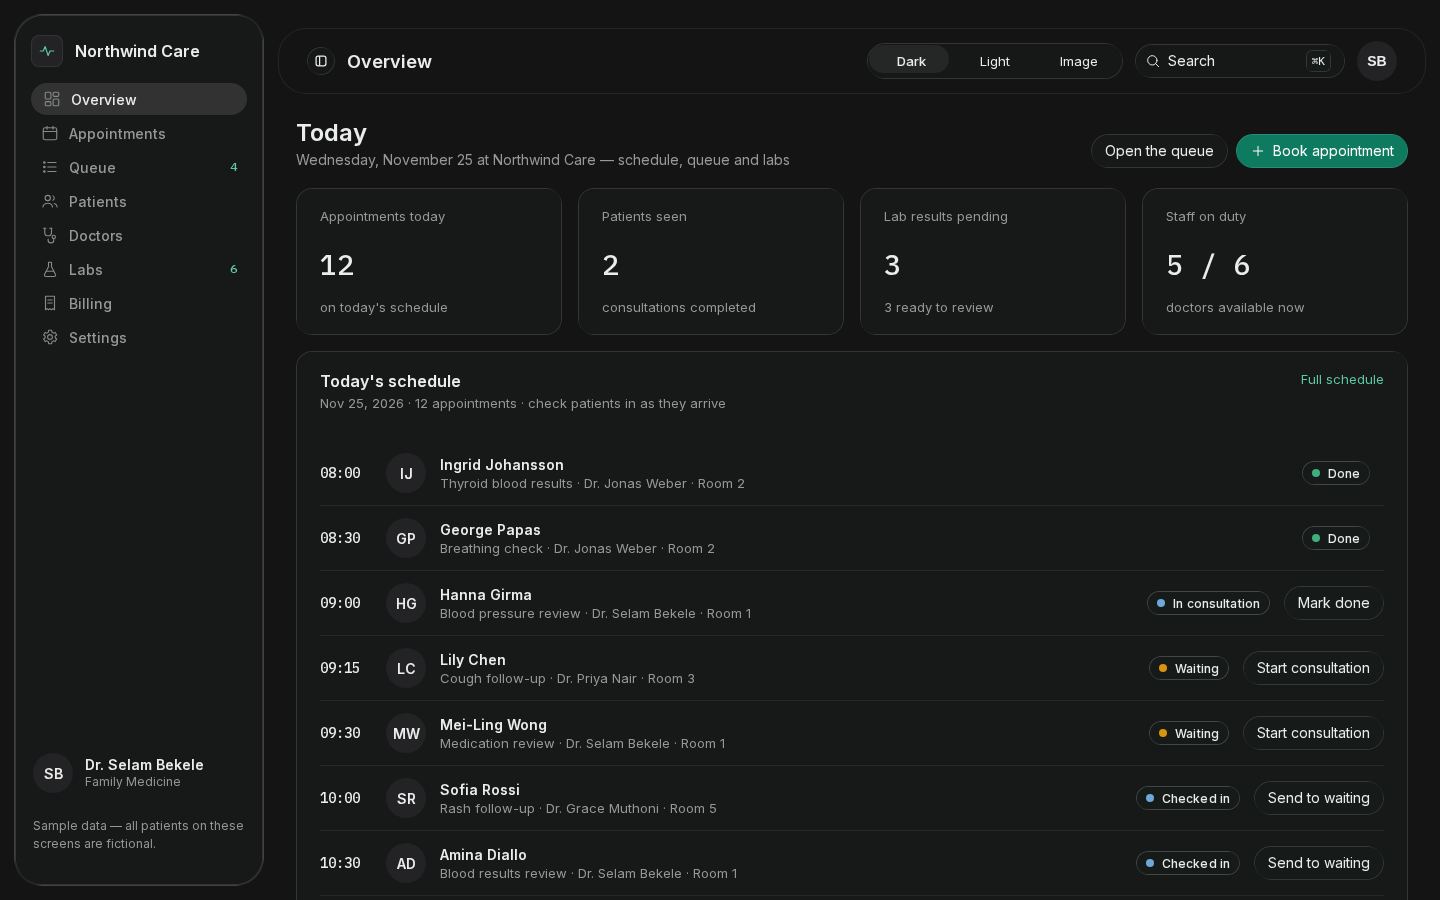 Northwind Care
Overview
Appointments
Queue 4
Patients
Doctors
Labs 6
Billing
Settings
SB
Dr. Selam Bekele
Family Medicine
Sample data — all patients on these
screens are fictional.
Overview
Dark Light Image
Search ⌘K
SB
Today
Wednesday, November 25 at Northwind Care — schedule, queue and labs
Open the queue
Book appointment
Appointments today
12
on today's schedule
Patients seen
2
consultations completed
Lab results pending
3
3 ready to review
Staff on duty
5 / 6
doctors available now
Today's schedule
Full schedule
Nov 25, 2026 · 12 appointments · check patients in as they arrive
08:00 IJ Ingrid Johansson
Thyroid blood results · Dr. Jonas Weber · Room 2
Done
08:30 GP George Papas
Breathing check · Dr. Jonas Weber · Room 2
Done
09:00 HG Hanna Girma
Blood pressure review · Dr. Selam Bekele · Room 1
In consultation Mark done
09:15 LC Lily Chen
Cough follow-up · Dr. Priya Nair · Room 3
Waiting Start consultation
09:30 MW Mei-Ling Wong
Medication review · Dr. Selam Bekele · Room 1
Waiting Start consultation
10:00 SR Sofia Rossi
Rash follow-up · Dr. Grace Muthoni · Room 5
Checked in Send to waiting
10:30 AD Amina Diallo
Blood results review · Dr. Selam Bekele · Room 1
Checked in Send to waiting